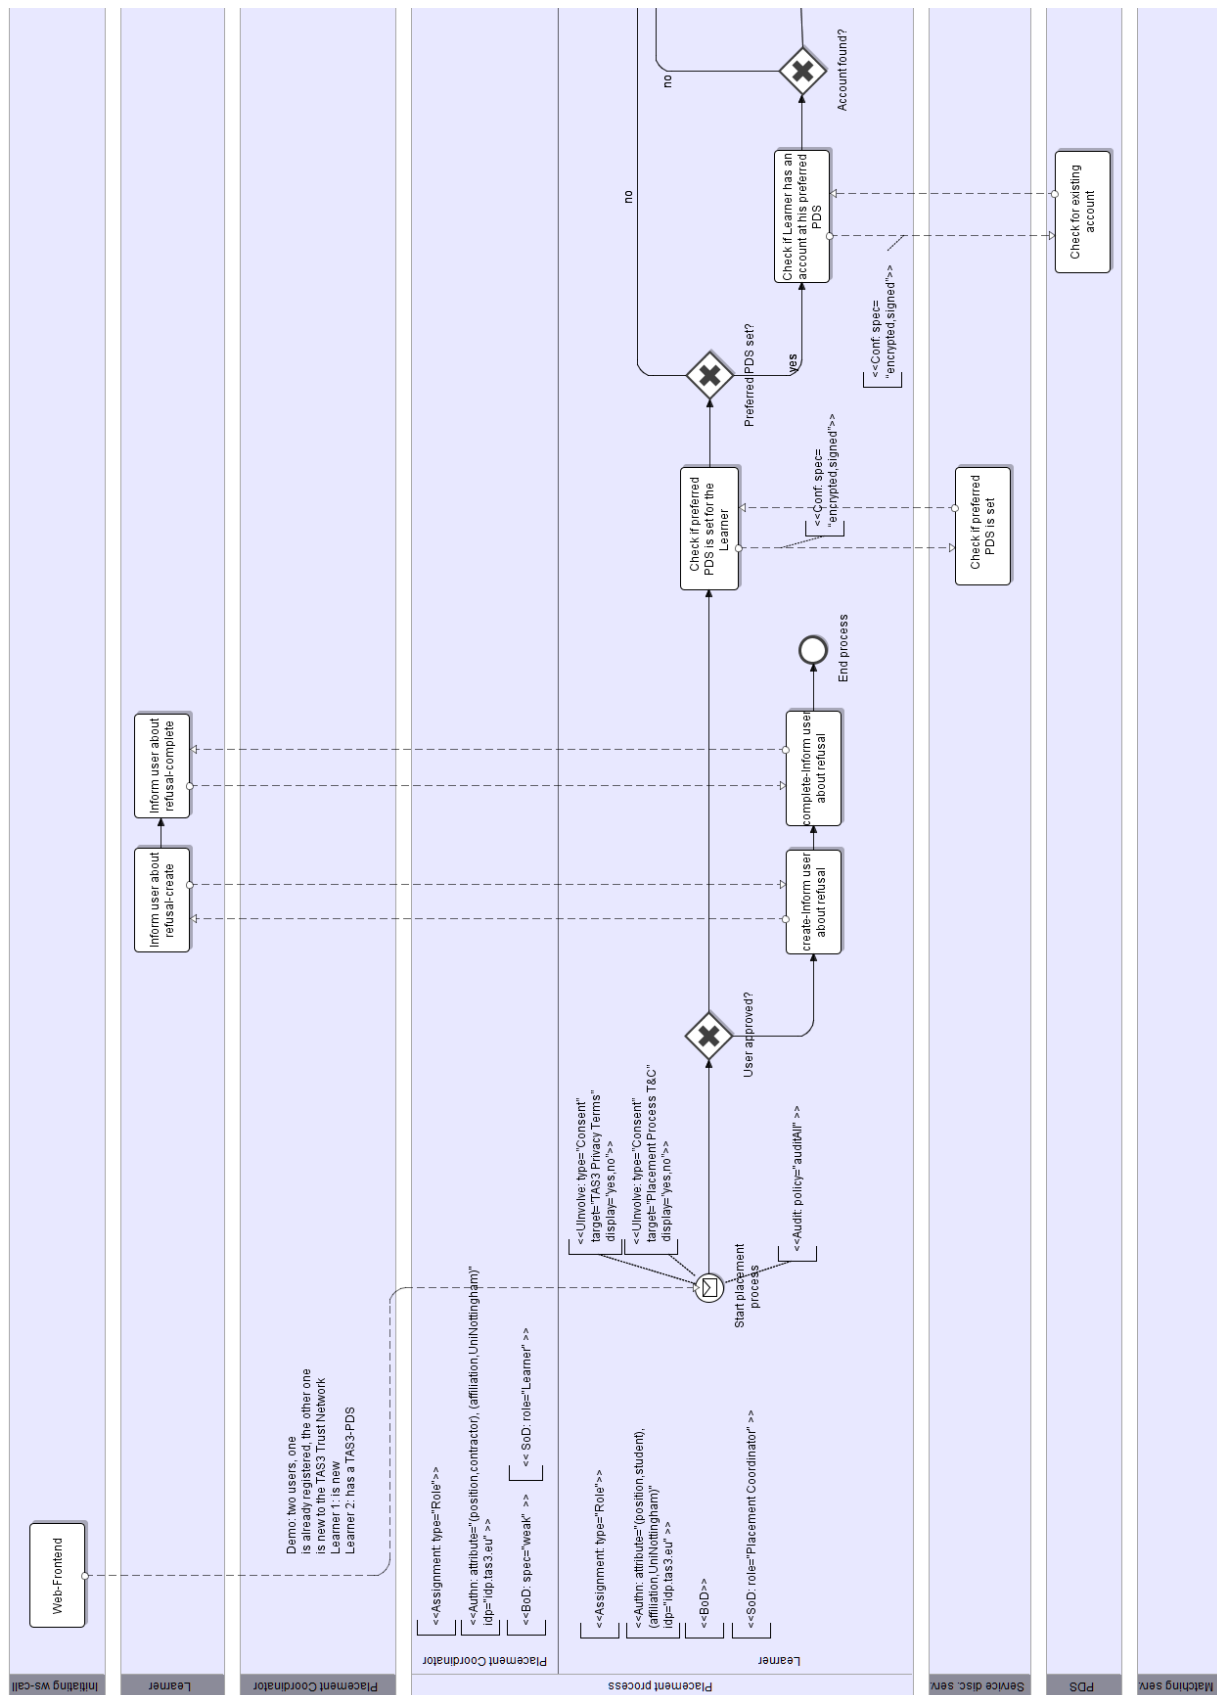 Initiating ws-call
Web-Frontend
Learner
Inform user about
refusal-create
Inform user about
refusal-complete
Placement Coordinator
Demo: two users, one
is already registered, the other one
is new to the TAS3 Trust Network
Learner 1: is new
Learner 2: has a TAS3-PDS
Placement process
Placement Coordinator
<<Assignment: type="Role">>
<<Authn: attribute="(position,contractor), (affiliation,UniNottingham)"
idp="idp.tas3.eu" >>
<<BoD: spec="weak" >>
<< SoD: role="Learner" >>
Learner
<<Assignment: type="Role">>
<<Authn: attribute="(position,student),
(affiliation,UniNottingham)"
idp="idp.tas3.eu" >>
<<BoD>>
<<SoD: role="Placement Coordinator" >>
<<UInvolve: type="Consent"
target="TAS3 Privacy Terms"
display="yes,no">>
<<UInvolve: type="Consent"
target="Placement Process T&C"
display="yes,no">>
Start placement
process
<<Audit: policy="auditAll" >>
User approved?
create-Inform user
about refusal
complete-Inform user
about refusal
End process
Check if preferred
PDS is set for the
Learner
<<Conf: spec=
"encrypted,signed">>
Preferred PDS set?
no
yes
Check if Learner has an
account at his preferred
PDS
<<Conf: spec=
"encrypted,signed">>
no
Account found?
Service disc. serv.
Check if preferred
PDS is set
PDS
Check for existing
account
Matching serv.